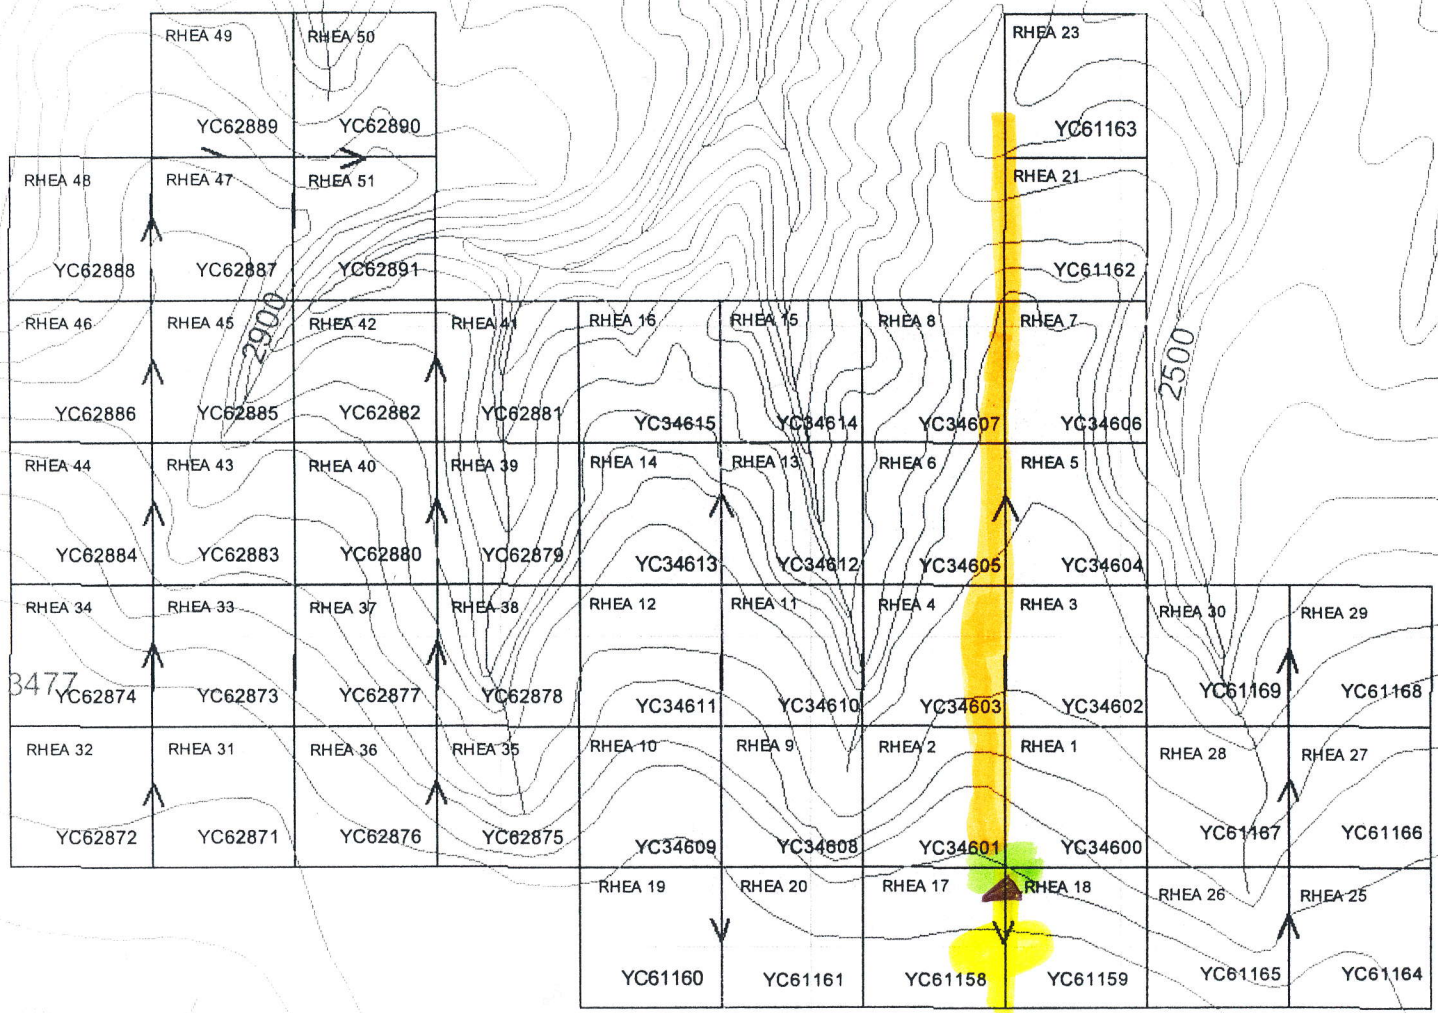 RHEA 49 RHEA 50 RHEA 23
YC62889 YC62890 YC61163
RHEA 48 RHEA 47 RHEA 51 RHEA 21
YC62888 YC62887 YC62891 YC61162
RHEA 46 RHEA 45 2900 RHEA 42 RHEA 41 RHEA 16 RHEA 15 RHEA 8 RHEA 7 2500
YC62886 YC62885 YC62882 YC62881 YC34615 YC34614 YC34607 YC34606
RHEA 44 RHEA 43 RHEA 40 RHEA 39 RHEA 14 RHEA 13 RHEA 6 RHEA 5
YC62884 YC62883 YC62880 YC62879 YC34613 YC34612 YC34605 YC34604
RHEA 34 RHEA 33 RHEA 37 RHEA 38 RHEA 12 RHEA 11 RHEA 4 RHEA 3 RHEA 30 RHEA 29
3477 YC62874 YC62873 YC62877 YC62878 YC34611 YC34610 YC34603 YC34602 YC61169 YC61168
RHEA 32 RHEA 31 RHEA 36 RHEA 35 RHEA 10 RHEA 9 RHEA 2 RHEA 1 RHEA 28 RHEA 27
YC62872 YC62871 YC62876 YC62875 YC34609 YC34608 YC34601 YC34600 YC61167 YC61166
RHEA 19 RHEA 20 RHEA 17 RHEA 18 RHEA 26 RHEA 25
YC61160 YC61161 YC61158 YC61159 YC61165 YC61164